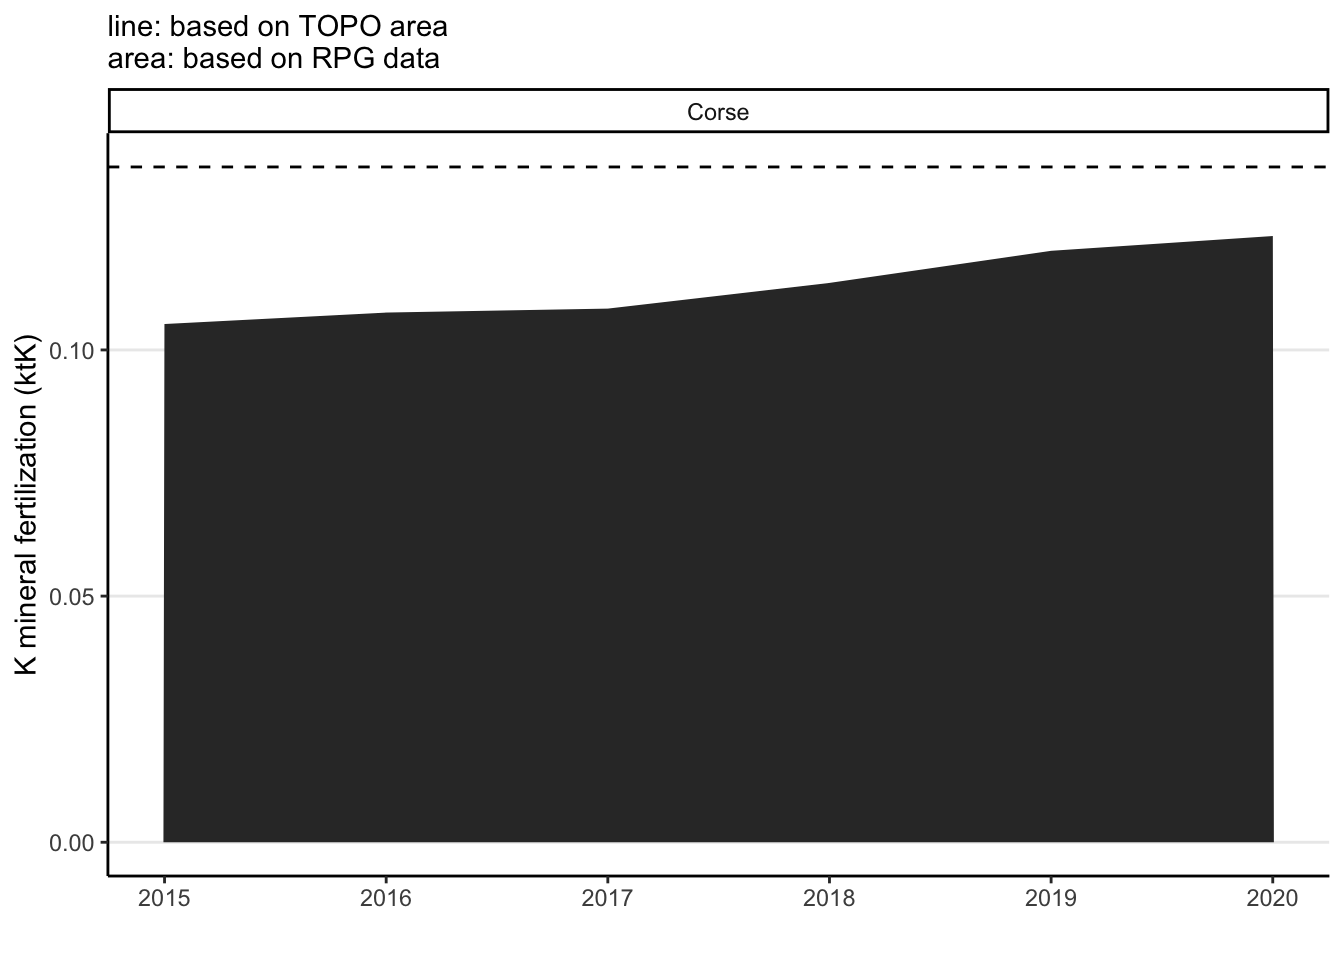 line: based on TOPO area
area: based on RPG data
Corse
K mineral fertilization (ktK)
0.10
0.05
0.00
2015 2016 2017 2018 2019 2020